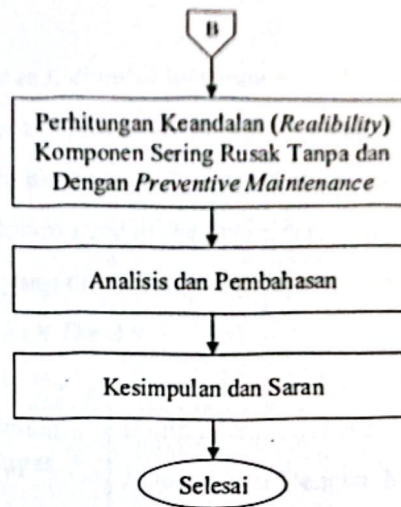 B
Perhitungan Keandalan (Realibility)
Komponen Sering Rusak Tanpa dan
Dengan Preventive Maintenance
Analisis dan Pembahasan
Kesimpulan dan Saran
Selesai